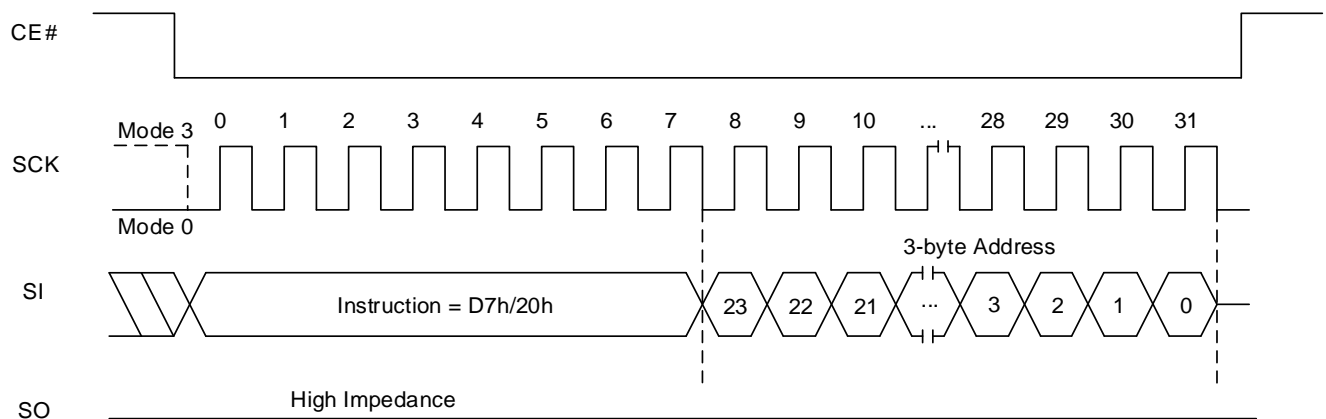 CE#
0 1 2 3 4 5 6 7 8 9 10 ... 28 29 30 31
Mode 3
SCK
Mode 0
3-byte Address
SI
Instruction = D7h/20h 23 22 21 ... 3 2 1 0
High Impedance
SO